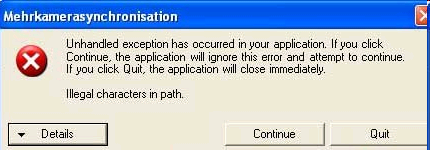 Mehrkamerasynchronisation
Unhandled exception has occurred in your application. If you click
Continue, the application will ignore this error and attempt to continue.
If you click Quit, the application will close immediately.
Illegal characters in path.
Details
Continue
Quit